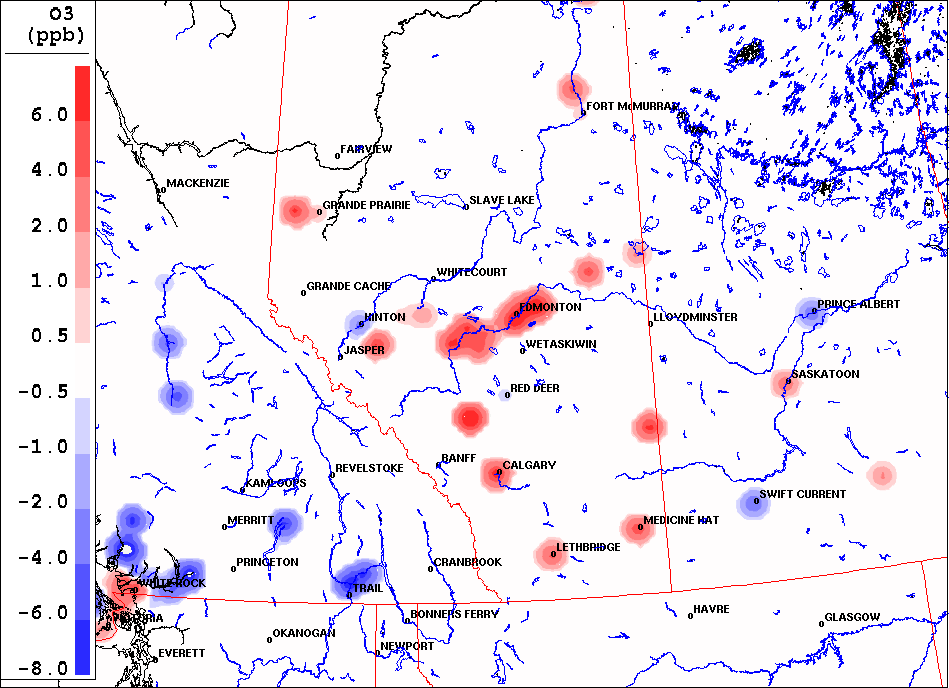 O3
(ppb)
6.0
4.0
2.0
1.0
0.5
-0.5
-1.0
-2.0
-4.0
-6.0
-8.0
FORT McMURRAY
FAIRVIEW
MACKENZIE
SLAVE LAKE
GRANDE PRAIRIE
WHITECOURT
GRANDE CACHE
EDMONTON
PRINCE ALBERT
HINTON
LLOYDMINSTER
WETASKIWIN
JASPER
SASKATOON
RED DEER
BANFF
CALGARY
REVELSTOKE
KAMLOOPS
SWIFT CURRENT
MERRITT
MEDICINE HAT
LETHBRIDGE
PRINCETON
CRANBROOK
WHITE ROCK
TRAIL
HAVRE
BONNERS FERRY
GLASGOW
OKANOGAN
NEWPORT
EVERETT